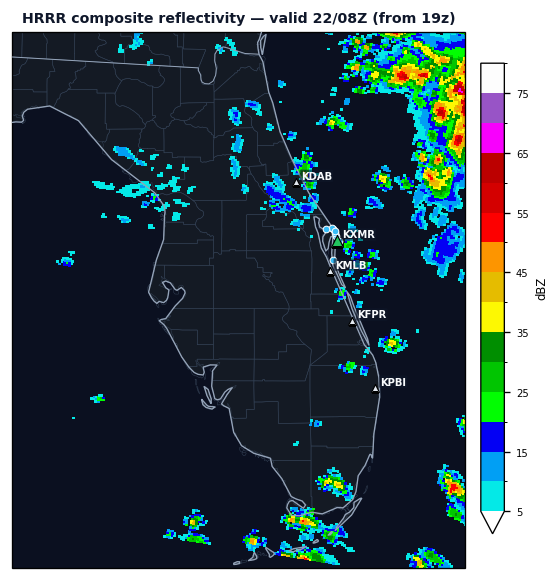 HRRR composite reflectivity — valid 22/08Z (from 19z)
KDAB
KXMR
KMLB
KFPR
KPBI
75
65
55
45
35
25
15
5
dBZ